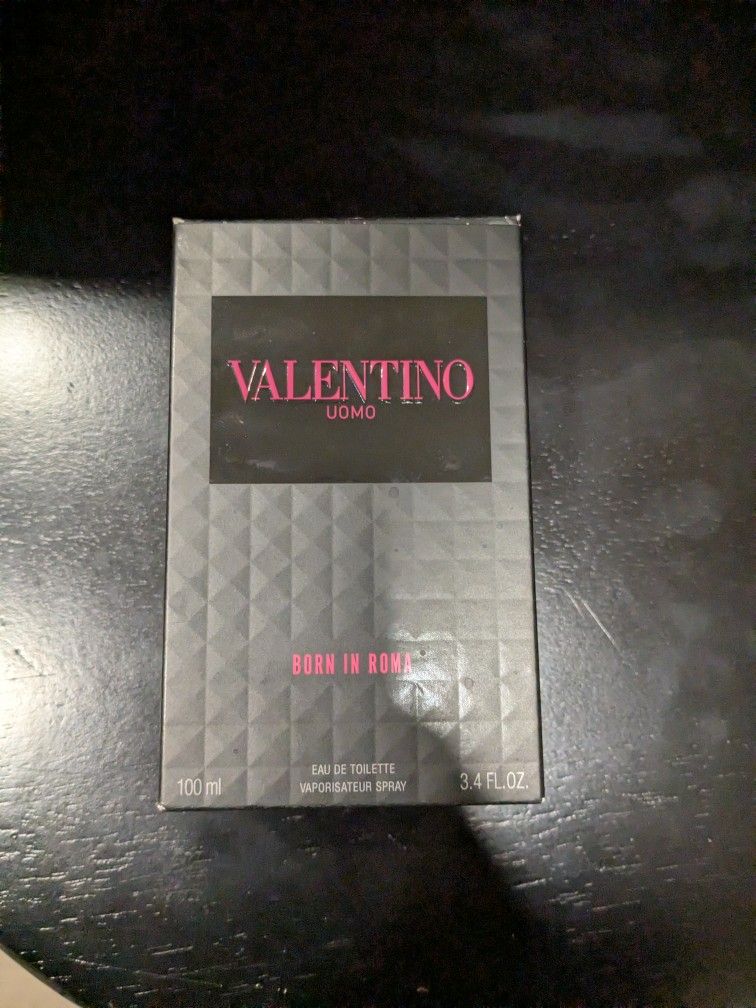 VALENTINO
UOMO
BORN IN ROMA
EAU DE TOILETTE
100 ml VAPORISATEUR SPRAY 3.4 FL.OZ.